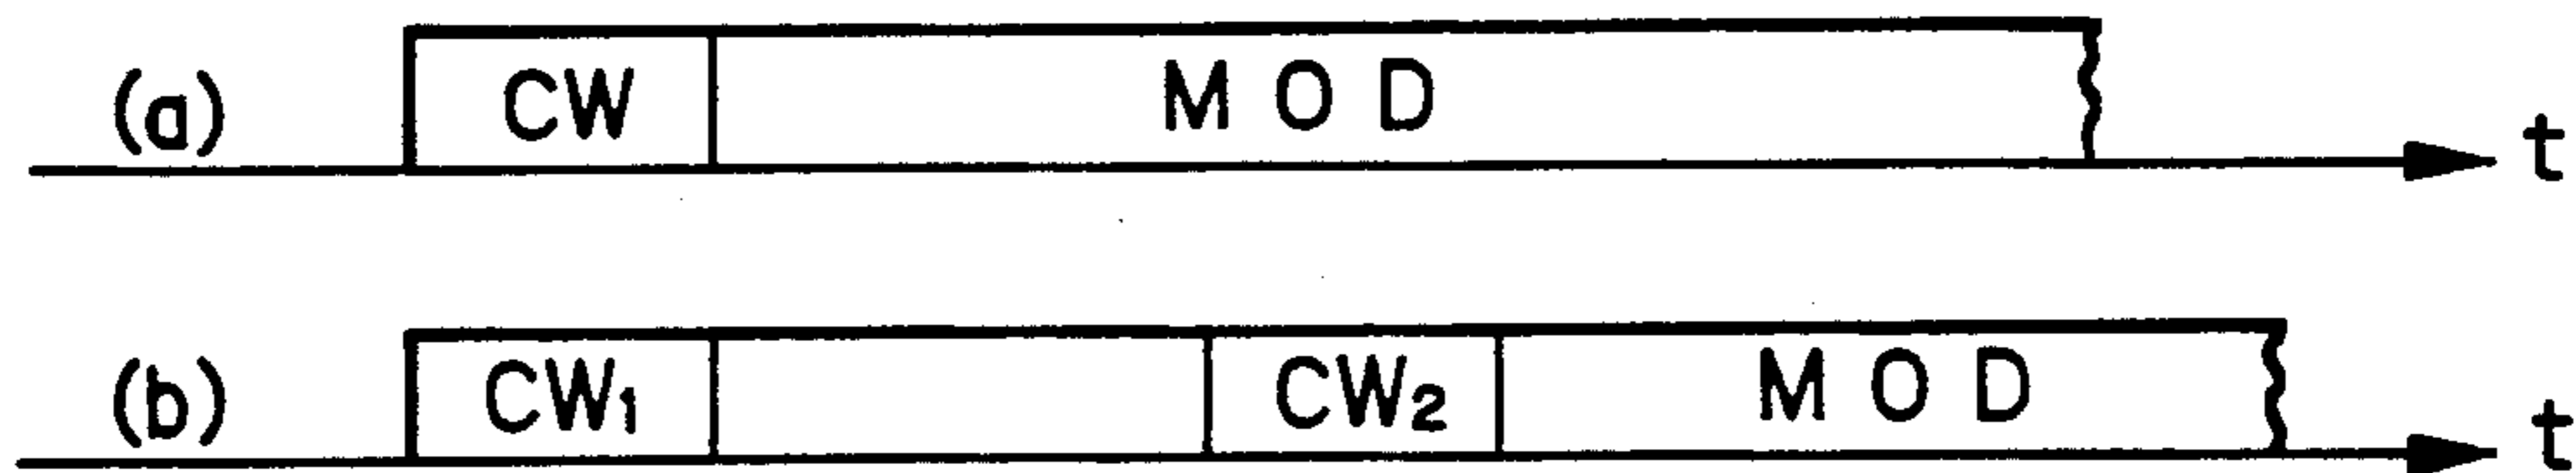 (a) CW M O D t
(b) CW₁ CW₂ M O D t